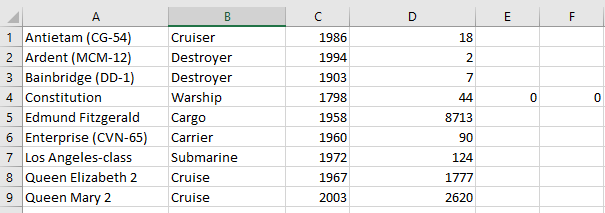 A B C D E F
1 Antietam (CG-54) Cruiser 1986 18
2 Ardent (MCM-12) Destroyer 1994 2
3 Bainbridge (DD-1) Destroyer 1903 7
4 Constitution Warship 1798 44 0 0
5 Edmund Fitzgerald Cargo 1958 8713
6 Enterprise (CVN-65) Carrier 1960 90
7 Los Angeles-class Submarine 1972 124
8 Queen Elizabeth 2 Cruise 1967 1777
9 Queen Mary 2 Cruise 2003 2620